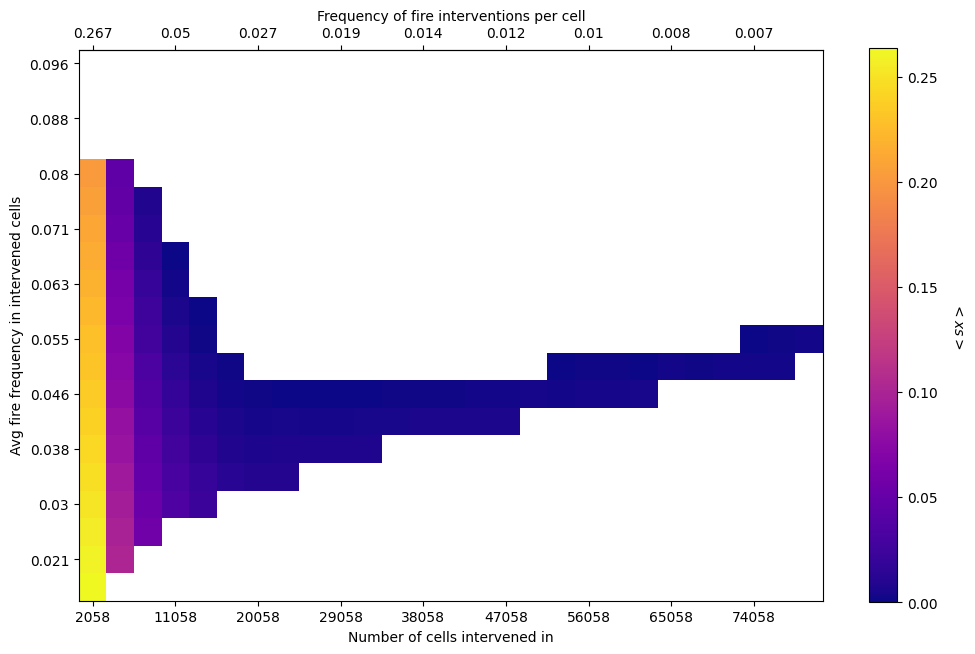 Frequency of fire interventions per cell
0.267 0.05 0.027 0.019 0.014 0.012 0.01 0.008 0.007
0.096
0.088
0.08
0.071
0.063
0.055
0.046
0.038
0.03
0.021
Avg fire frequency in intervened cells
2058 11058 20058 29058 38058 47058 56058 65058 74058
Number of cells intervened in
0.25
0.20
0.15
0.10
0.05
0.00
< sx >